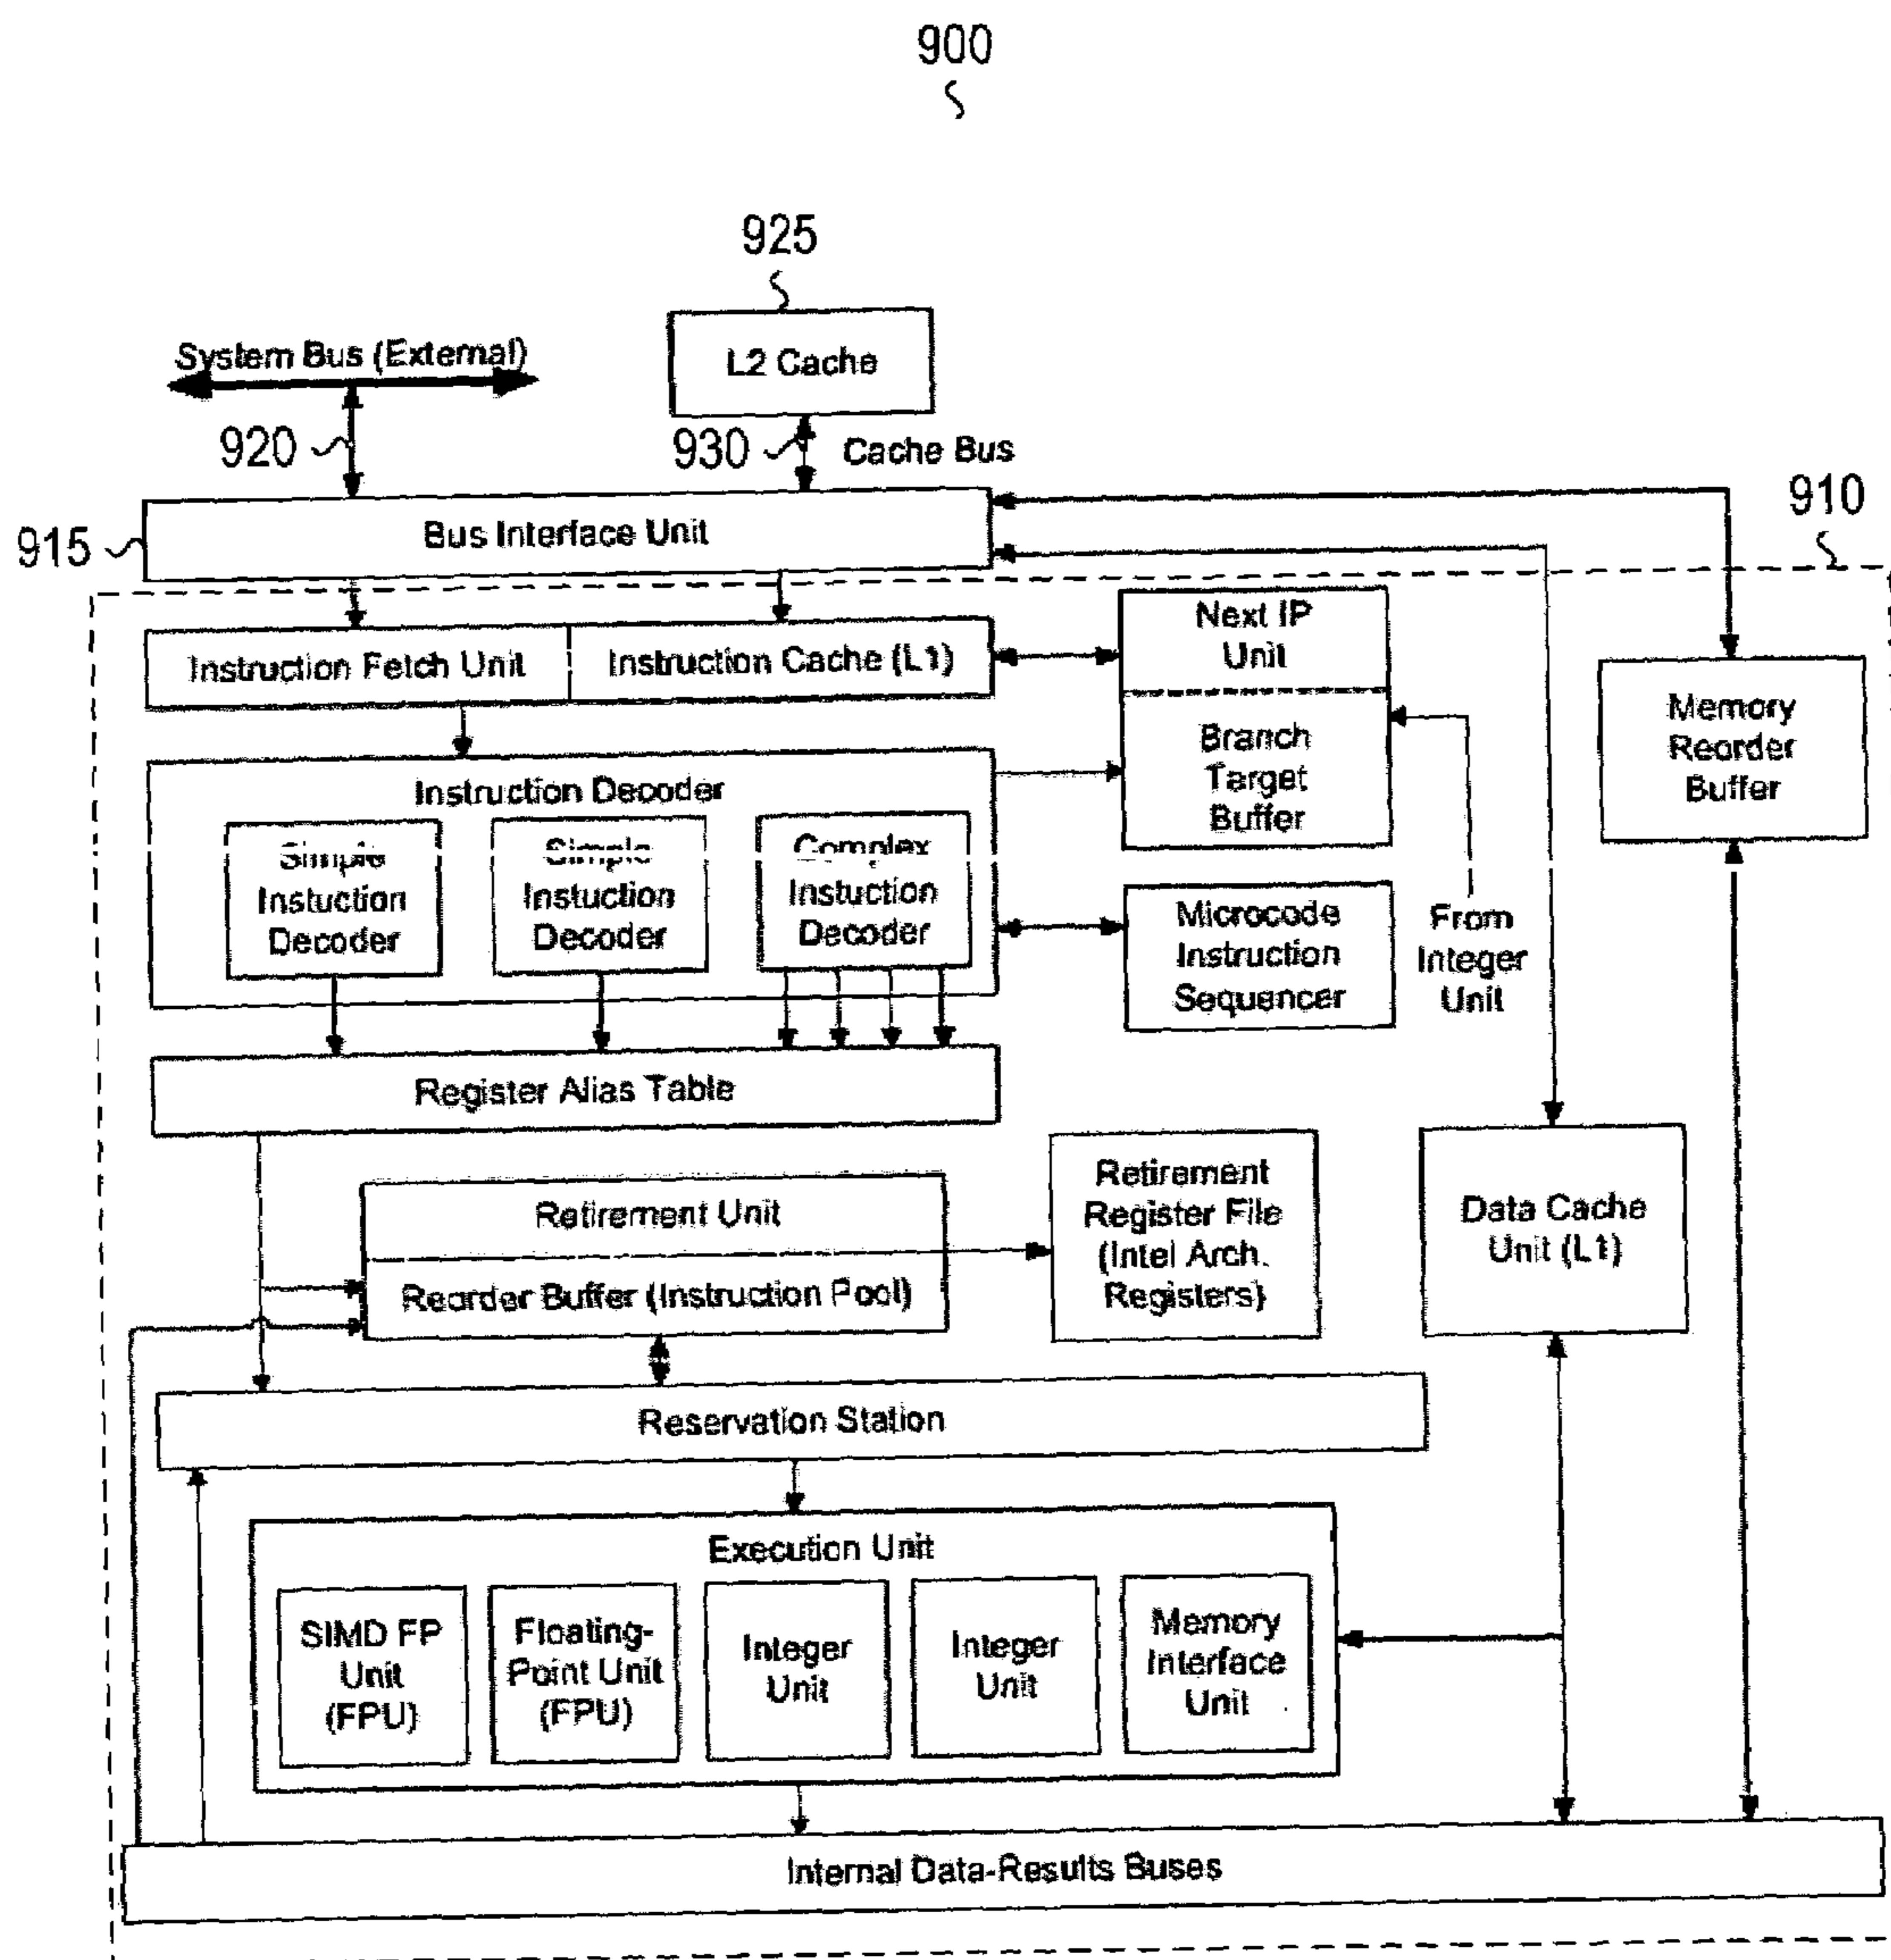 900
925
System Bus (External)
L2 Cache
920
930
Cache Bus
910
915
Bus Interface Unit
Instruction Fetch Unit
Instruction Cache (L1)
Next IP
Unit
Branch
Target
Buffer
Memory
Reorder
Buffer
Instruction Decoder
Simple
Instuction
Decoder
Simple
Instuction
Decoder
Complex
Instuction
Decoder
Microcode
Instruction
Sequencer
From
Integer
Unit
Register Alias Table
Retirement Unit
Reorder Buffer (Instruction Pool)
Retirement
Register File
(Intel Arch.
Registers)
Data Cache
Unit (L1)
Reservation Station
Execution Unit
SIMD FP
Unit
(FPU)
Floating-
Point Unit
(FPU)
Integer
Unit
Integer
Unit
Memory
Interface
Unit
Internal Data-Results Buses